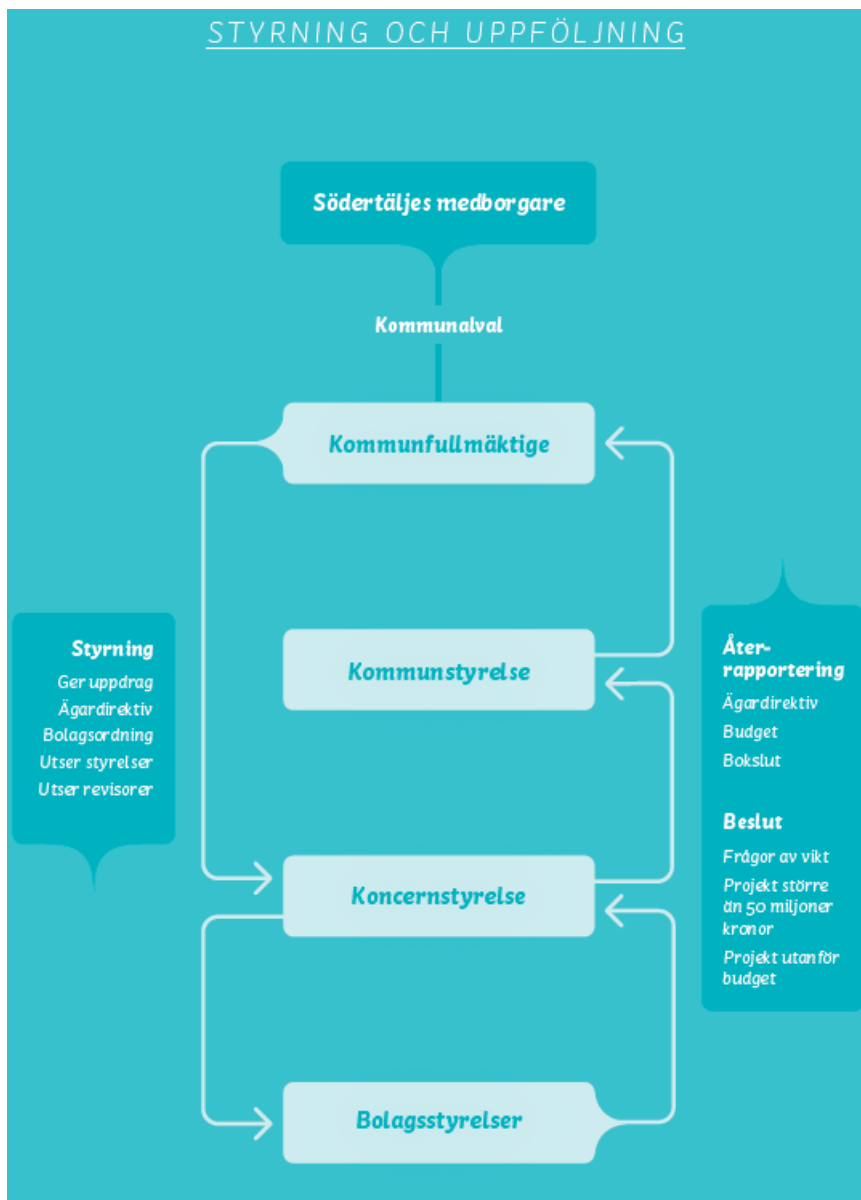 STYRNING OCH UPPFÖLJNING
Södertäljes medborgare
Kommunalval
Kommunfullmäktige
Kommunstyrelse
Koncernstyrelse
Bolagsstyrelser
Styrning
Ger uppdrag
Ägardirektiv
Bolagsordning
Utser styrelser
Utser revisorer
Åter-
rapportering
Ägardirektiv
Budget
Bokslut
Beslut
Frågor av vikt
Projekt större
än 50 miljoner
kronor
Projekt utanför
budget